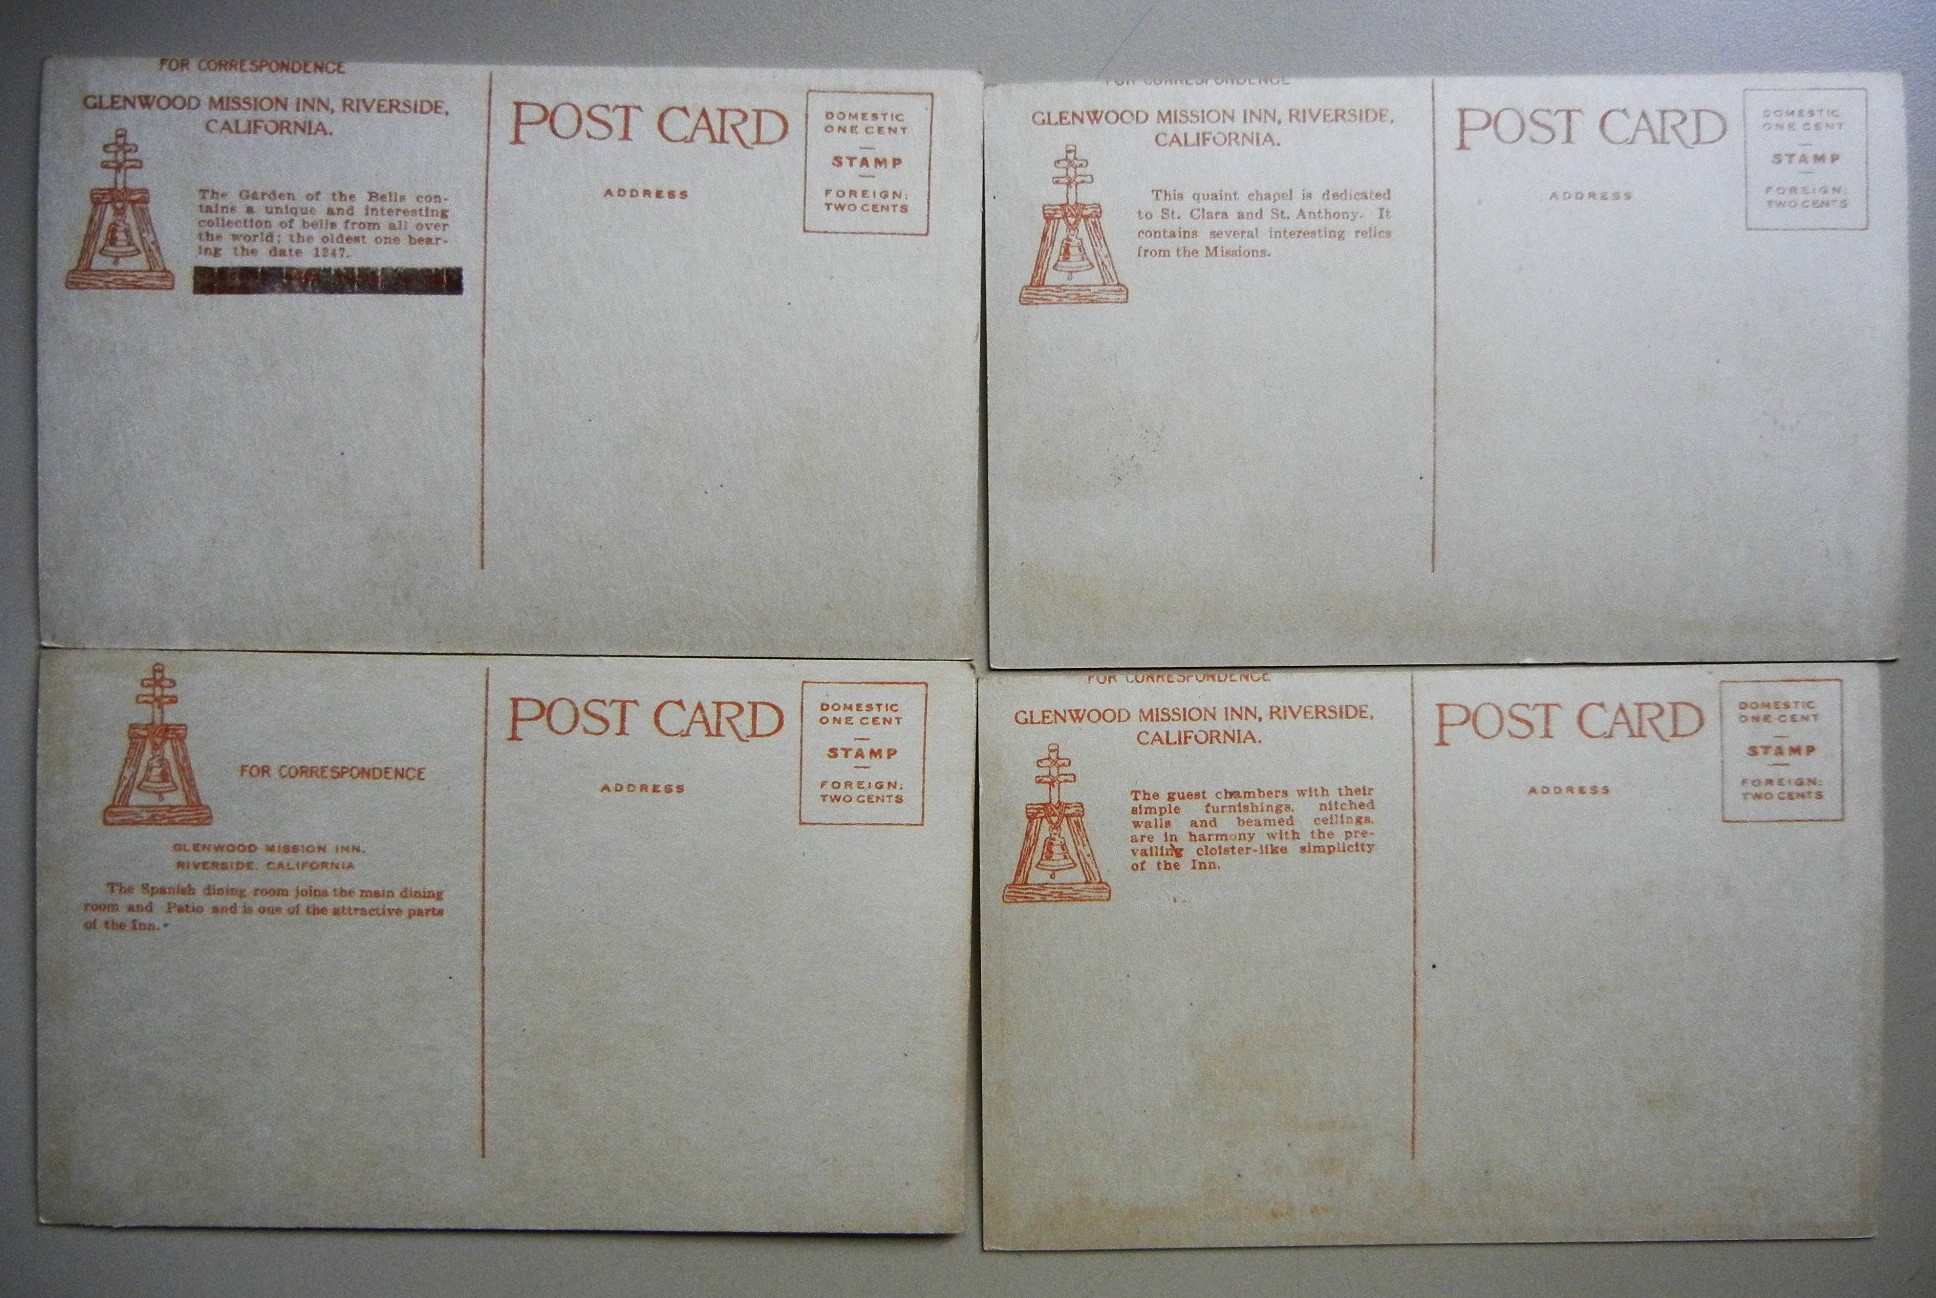 FOR CORRESPONDENCE
GLENWOOD MISSION INN, RIVERSIDE,
CALIFORNIA.
The Garden of the Bells con-
tains a unique and interesting
collection of bells from all over
the world; the oldest one bear-
ing the date 1247.
POST CARD
ADDRESS
DOMESTIC
ONE CENT
STAMP
FOREIGN;
TWO CENTS
FOR CORRESPONDENCE
GLENWOOD MISSION INN, RIVERSIDE,
CALIFORNIA.
This quaint chapel is dedicated
to St. Clara and St. Anthony. It
contains several interesting relics
from the Missions.
POST CARD
ADDRESS
DOMESTIC
ONE CENT
STAMP
FOREIGN;
TWO CENTS
FOR CORRESPONDENCE
GLENWOOD MISSION INN,
RIVERSIDE, CALIFORNIA
The Spanish dining room joins the main dining
room and Patio and is one of the attractive parts
of the Inn.
POST CARD
ADDRESS
DOMESTIC
ONE CENT
STAMP
FOREIGN;
TWO CENTS
FOR CORRESPONDENCE
GLENWOOD MISSION INN, RIVERSIDE,
CALIFORNIA.
The guest chambers with their
simple furnishings, nitched
walls and beamed ceilings,
are in harmony with the pre-
vailing cloister-like simplicity
of the Inn.
POST CARD
ADDRESS
DOMESTIC
ONE CENT
STAMP
FOREIGN;
TWO CENTS